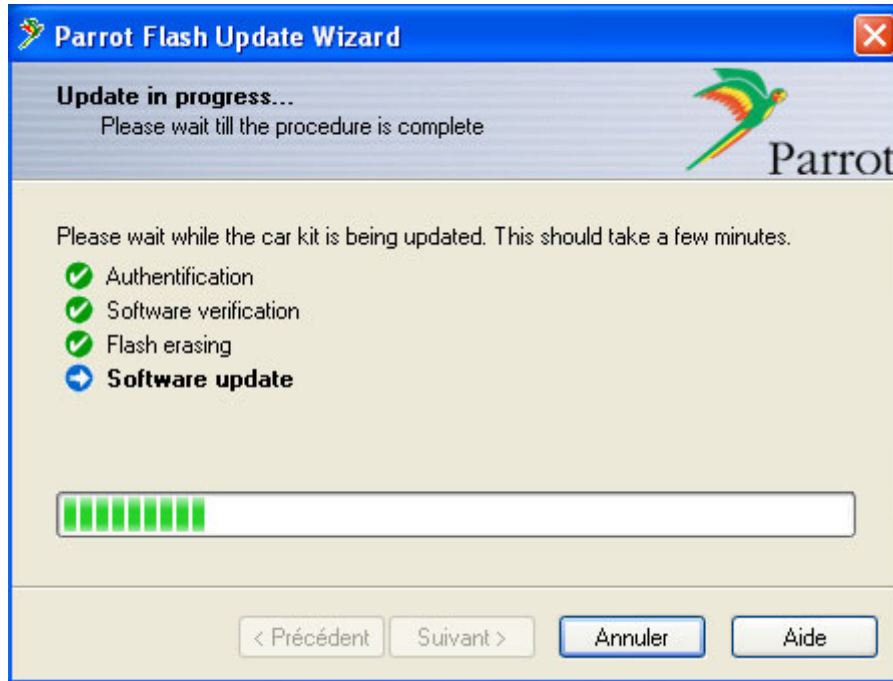 Parrot Flash Update Wizard
Update in progress...
Please wait till the procedure is complete
Parrot
Please wait while the car kit is being updated. This should take a few minutes.
Authentification
Software verification
Flash erasing
Software update
< Précédent
Suivant >
Annuler
Aide